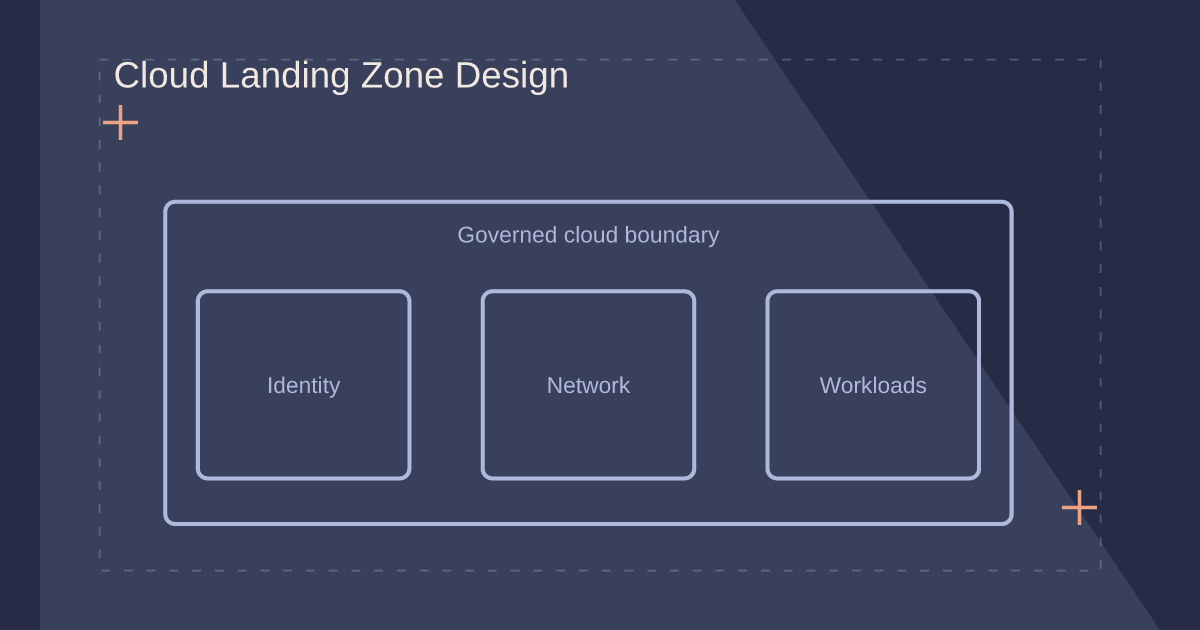 Cloud Landing Zone Design
Governed cloud boundary
Identity
Network
Workloads